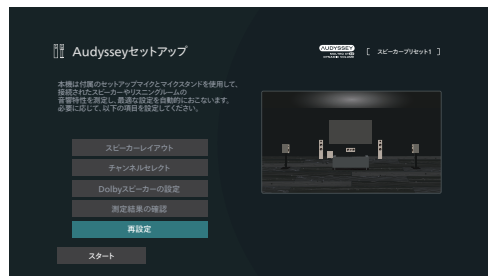 Audysseyセットアップ
AUDYSSEY
[ スピーカープリセット1 ]
本機は付属のセットアップマイクとマイクスタンドを使用して、
接続されたスピーカーやリスニングルームの
音響特性を測定し、最適な設定を自動的におこないます。
必要に応じて、以下の項目を設定してください。
スピーカーレイアウト
チャンネルセレクト
Dolbyスピーカーの設定
測定結果の確認
再設定
スタート